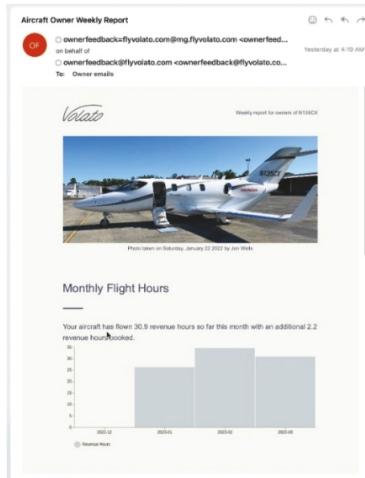 Aircraft Owner Weekly Report
OF
ownerfeedback=flyvolato.com@mg.flyvolato.com <ownerfeed...
on behalf of
ownerfeedback@flyvolato.com <ownerfeedback@flyvolato.co...
Yesterday at 4:19 AM
To: Owner emails
Volato
Weekly report for owners of N135CX
Photo taken on Saturday, January 22 2022 by Jon Wells
Monthly Flight Hours
Your aircraft has flown 30.9 revenue hours so far this month with an additional 2.2
revenue hours booked.
35
30
25
20
15
10
5
0
2022-12 2023-01 2023-02 2023-03
Revenue Hours